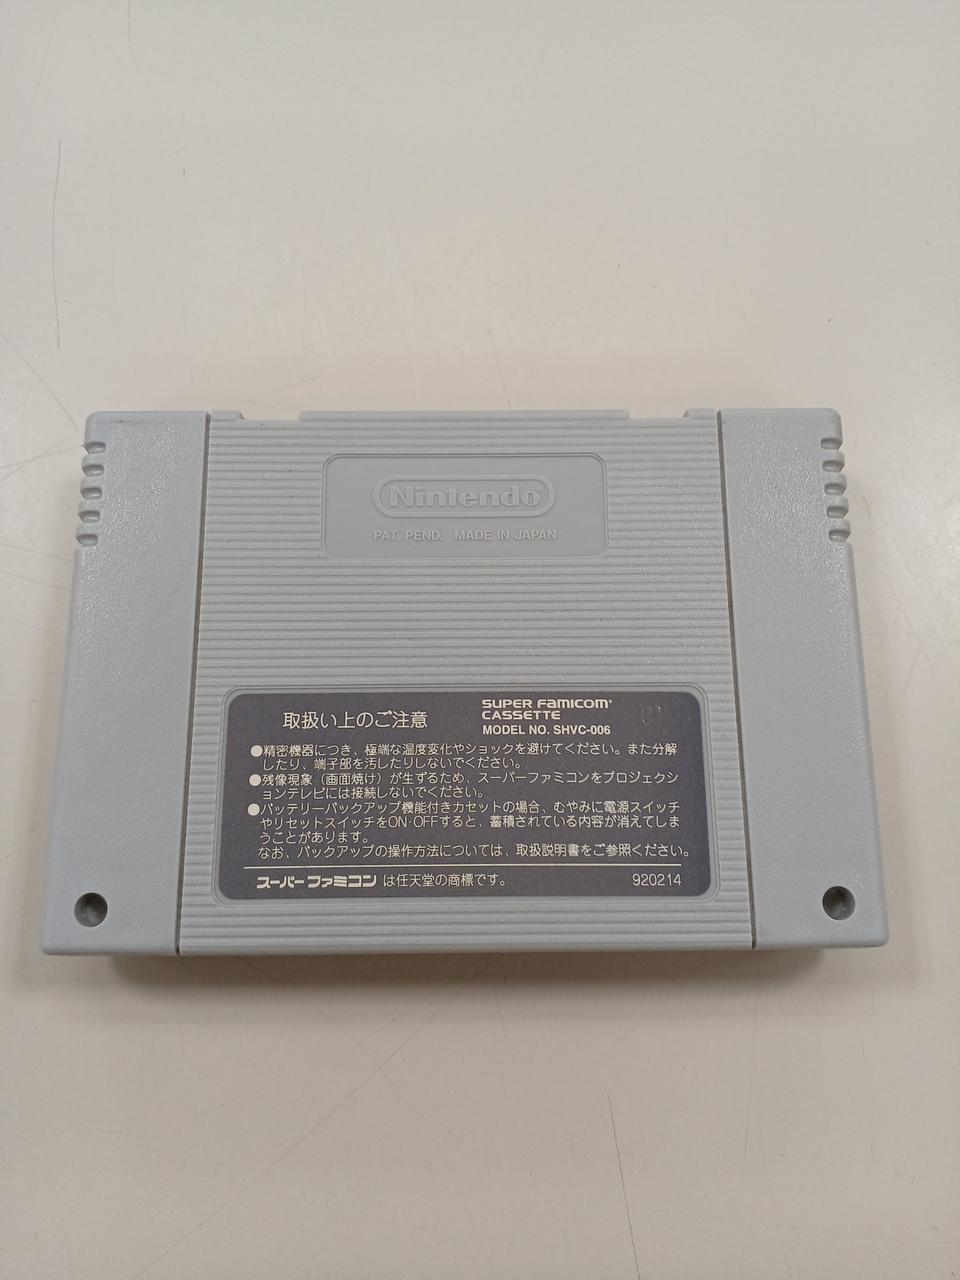 Nintendo
PAT. PEND. MADE IN JAPAN
取扱い上のご注意
SUPER FAMICOM
CASSETTE
MODEL NO. SHVC-006
●精密機器につき、極端な温度変化やショックを避けてください。また分解
したり、端子部を汚したりしないでください。
●残像現象（画面焼け）が生ずるため、スーパーファミコンをプロジェクシ
ョンテレビには接続しないでください。
●バッテリーバックアップ機能付きカセットの場合、むやみに電源スイッチ
やリセットスイッチをON·OFFすると、蓄積されている内容が消えてしま
うことがあります。
なお、バックアップの操作方法については、取扱説明書をご参照ください。
スーパーファミコンは任天堂の商標です。
920214